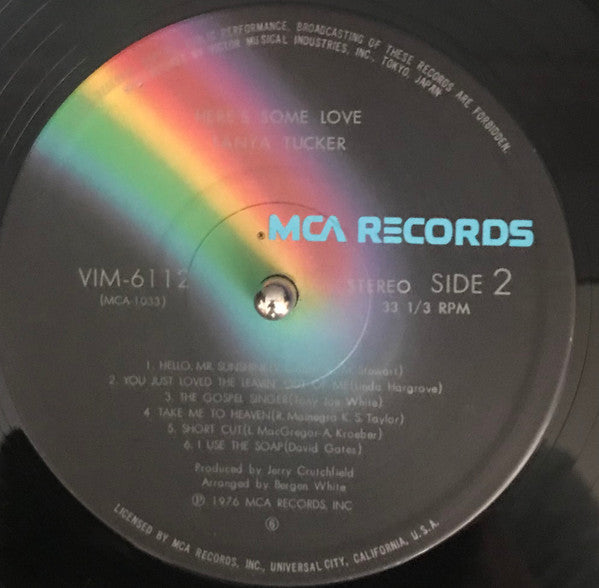 PERFORMANCE, BROADCASTING OF THESE RECORDS ARE FORBIDDEN.
VICTOR MUSICAL INDUSTRIES, INC., TOKYO, JAPAN
HERE'S SOME LOVE
TANYA TUCKER
MCA RECORDS
VIM-6112
(MCA-1033)
STEREO SIDE 2
33 1/3 RPM
1. HELLO, MR. SUNSHINE( Stewart)
2. YOU JUST LOVED THE LEAVIN' OUT OF ME(Linda Hargrove)
3. THE GOSPEL SINGER(Tony Joe White)
4. TAKE ME TO HEAVEN(R. Mainegra K. S. Taylor)
5. SHORT CUT(L. MacGregor-A. Kroeber)
6. I USE THE SOAP(David Gates)
Produced by Jerry Crutchfield
Arranged by Bergen White
Ⓟ 1976 MCA RECORDS, INC
⑥
LICENSED BY MCA RECORDS, INC., UNIVERSAL CITY, CALIFORNIA, U.S.A.